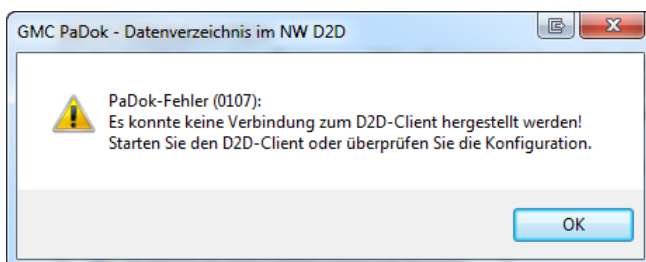 GMC PaDok - Datenverzeichnis im NW D2D
PaDok-Fehler (0107):
Es konnte keine Verbindung zum D2D-Client hergestellt werden!
Starten Sie den D2D-Client oder überprüfen Sie die Konfiguration.
OK